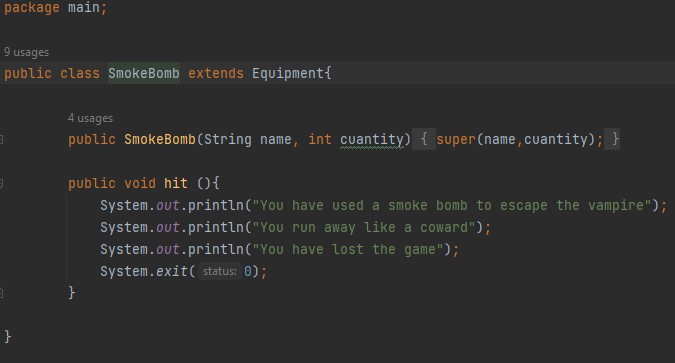 package main;
9 usages
public class SmokeBomb extends Equipment{
4 usages
public SmokeBomb(String name, int cuantity) { super(name,cuantity); }
public void hit (){
System.out.println("You have used a smoke bomb to escape the vampire");
System.out.println("You run away like a coward");
System.out.println("You have lost the game");
System.exit( status: 0);
}
}